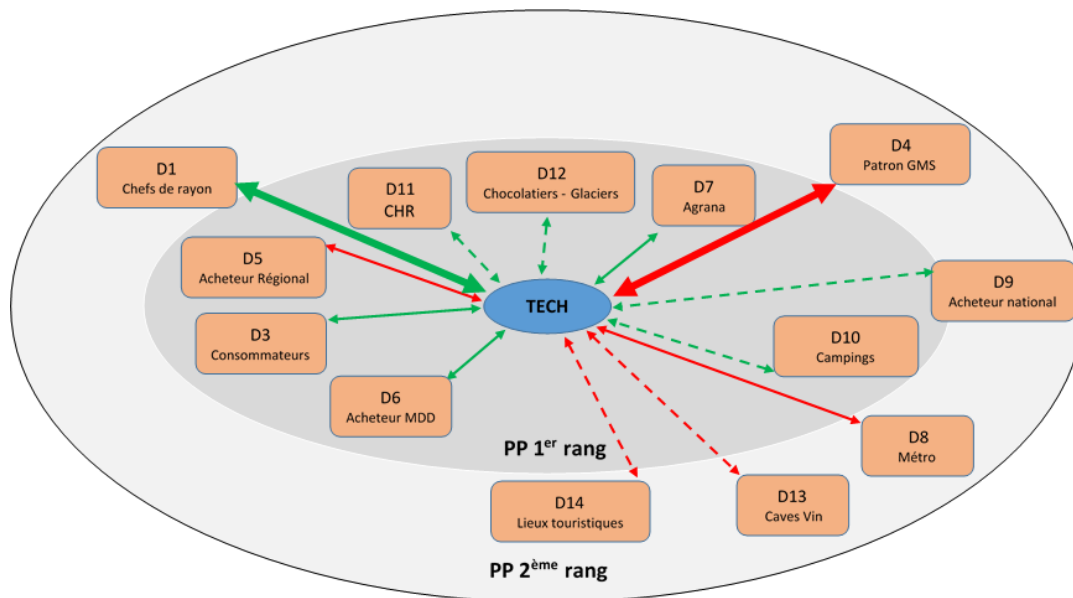 D4
Patron GMS
D1
Chefs de rayon
D12
Chocolatiers - Glaciers
D7
Agrana
D11
CHR
D5
Acheteur Régional
D9
Acheteur national
TECH
D3
Consommateurs
D10
Campings
D6
Acheteur MDD
D8
Métro
PP 1er rang
D14
Lieux touristiques
D13
Caves Vin
PP 2ème rang